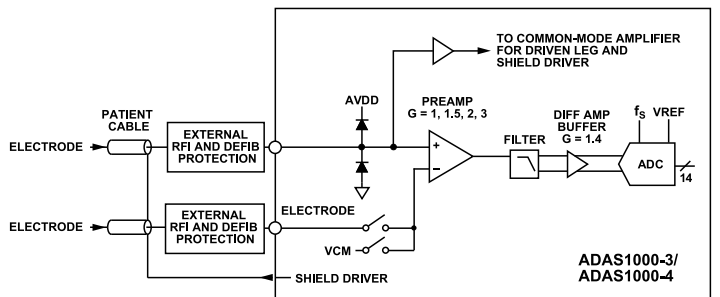 TO COMMON-MODE AMPLIFIER
FOR DRIVEN LEG AND
SHIELD DRIVER
PATIENT
CABLE
AVDD
PREAMP
G = 1, 1.5, 2, 3
DIFF AMP
BUFFER
G = 1.4
fS
VREF
EXTERNAL
RFI AND DEFIB
PROTECTION
FILTER
ELECTRODE
+
–
ADC
14
ELECTRODE
EXTERNAL
RFI AND DEFIB
PROTECTION
ELECTRODE
VCM
SHIELD DRIVER
ADAS1000-3/
ADAS1000-4